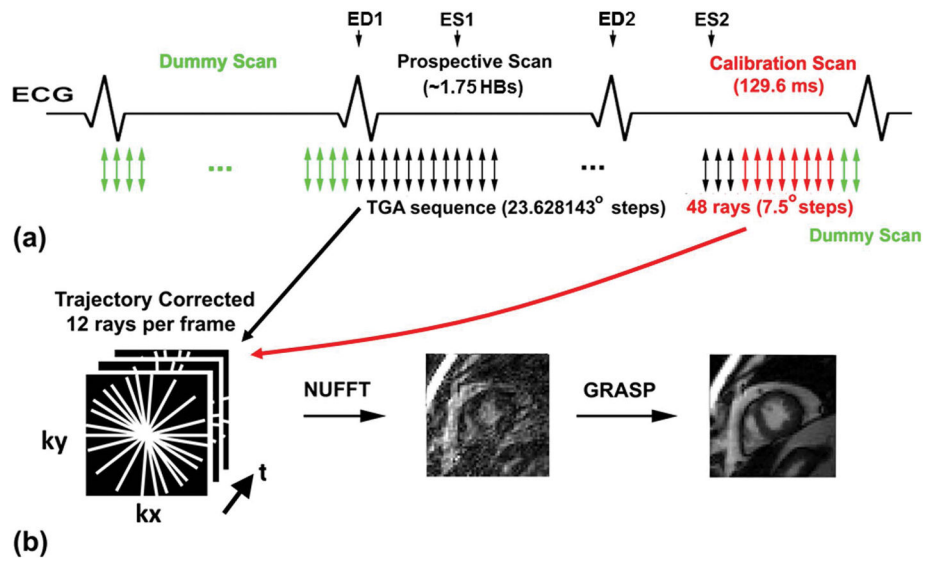 ED1 ES1 ED2 ES2
Dummy Scan Prospective Scan Calibration Scan
(~1.75 HBs) (129.6 ms)
ECG
... ...
TGA sequence (23.628143° steps) 48 rays (7.5° steps)
(a) Dummy Scan
Trajectory Corrected
12 rays per frame
NUFFT GRASP
ky
t
kx
(b)